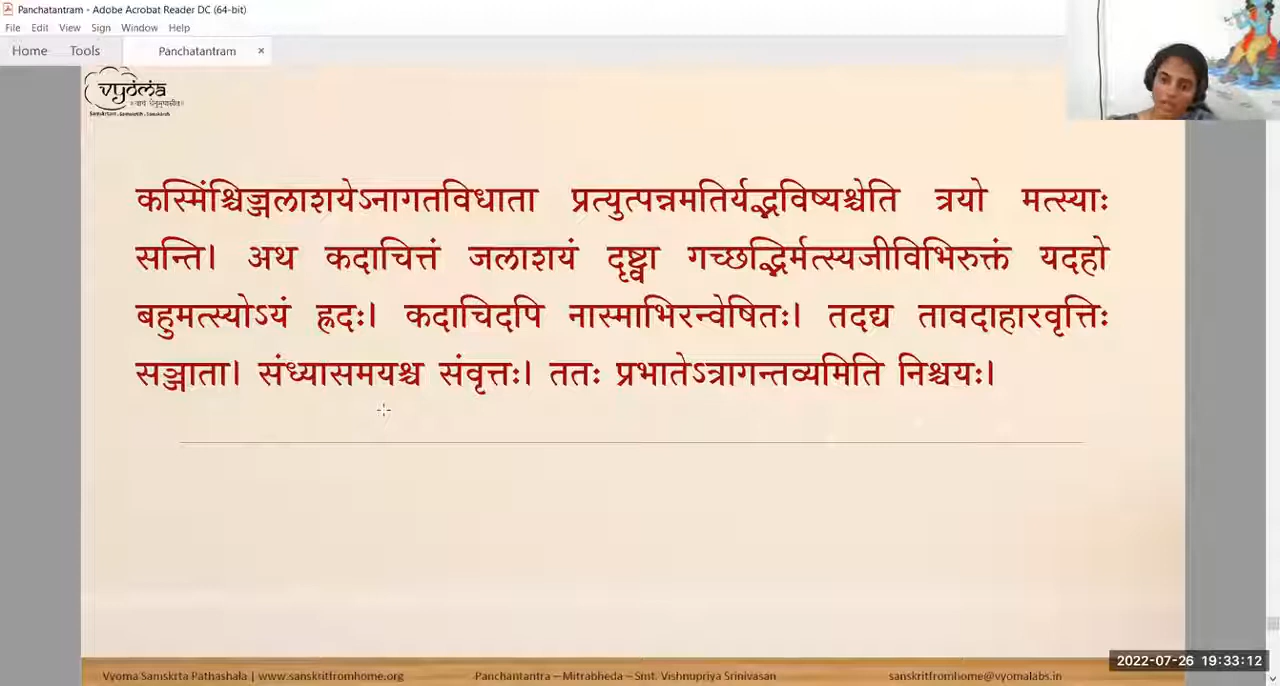 Panchatantram - Adobe Acrobat Reader DC (64-bit)
File Edit View Sign Window Help
Home Tools Panchatantram ×
vyoma
Sanskrit. Samvardh. Sanskriti
कस्मिंश्चिज्जलाशयेऽनागतविधाता प्रत्युत्पन्नमतिर्यद्भविष्यश्चेति त्रयो मत्स्याः
सन्ति। अथ कदाचित्तं जलाशयं दृष्ट्वा गच्छद्भिर्मत्स्यजीविभिरुक्तं यदहो
बहुमत्स्योऽयं ह्रदः। कदाचिदपि नास्माभिरन्वेषितः। तदद्य तावदाहारवृत्तिः
सञ्जाता। संध्यासमयश्च संवृत्तः। ततः प्रभातेऽत्रागन्तव्यमिति निश्चयः।
2022-07-26 19:33:12
Vyoma Samskrta Pathashala | www.sanskritfromhome.org Panchantantra – Mitrabheda – Smt. Vishnupriya Srinivasan sanskritfromhome@vyomalabs.in